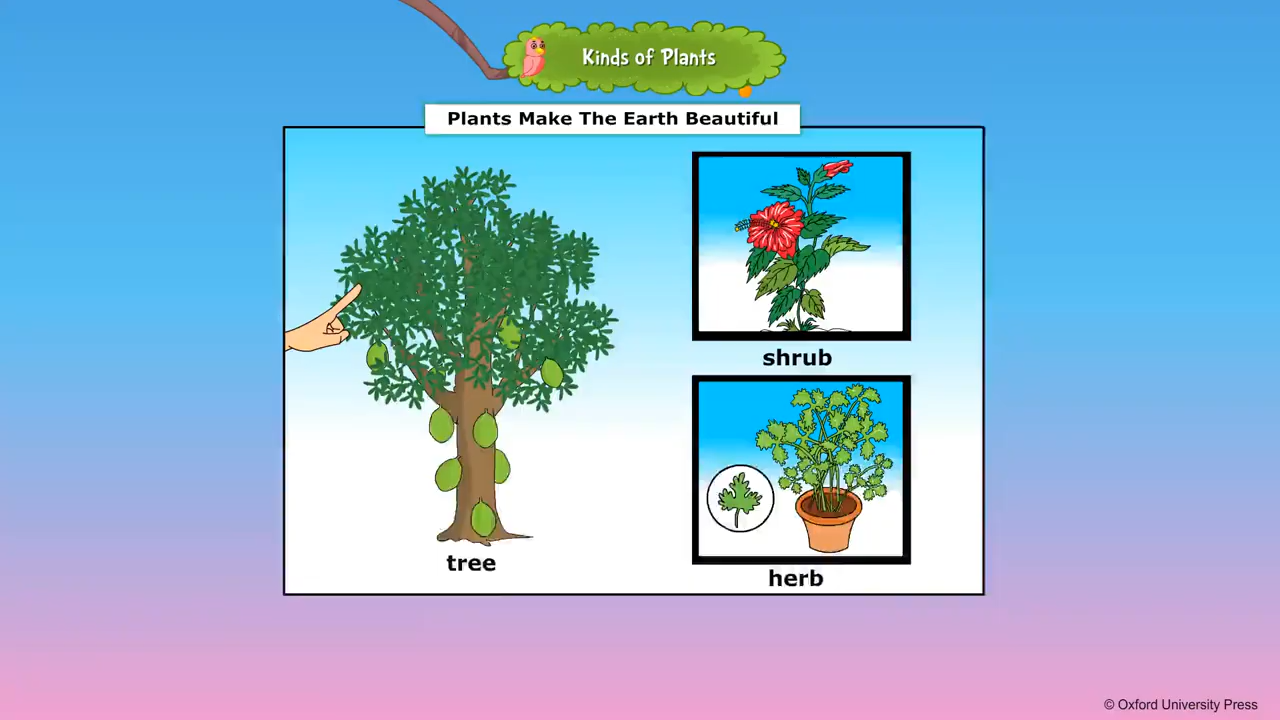 Kinds of Plants
Plants Make The Earth Beautiful
shrub
tree
herb
© Oxford University Press